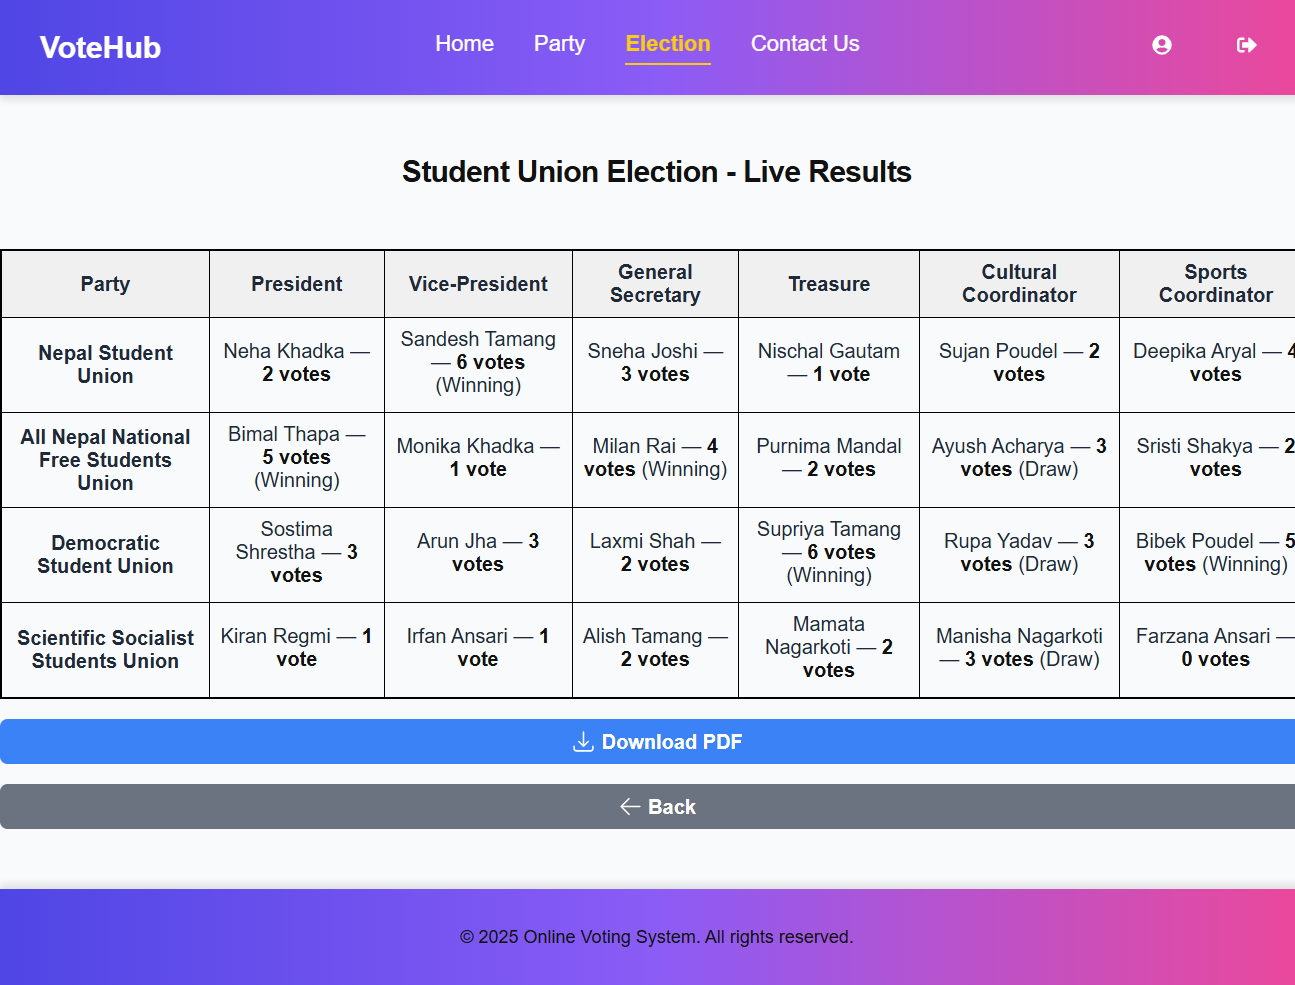 VoteHub
Home Party Election Contact Us
Student Union Election - Live Results
Party
President
Vice-President
General
Secretary
Treasure
Cultural
Coordinator
Sports
Coordinator
Nepal Student
Union
Neha Khadka —
2 votes
Sandesh Tamang
— 6 votes
(Winning)
Sneha Joshi —
3 votes
Nischal Gautam
— 1 vote
Sujan Poudel — 2
votes
Deepika Aryal — 4
votes
All Nepal National
Free Students
Union
Bimal Thapa —
5 votes
(Winning)
Monika Khadka —
1 vote
Milan Rai — 4
votes (Winning)
Purnima Mandal
— 2 votes
Ayush Acharya — 3
votes (Draw)
Sristi Shakya — 2
votes
Democratic
Student Union
Sostima
Shrestha — 3
votes
Arun Jha — 3
votes
Laxmi Shah —
2 votes
Supriya Tamang
— 6 votes
(Winning)
Rupa Yadav — 3
votes (Draw)
Bibek Poudel — 5
votes (Winning)
Scientific Socialist
Students Union
Kiran Regmi — 1
vote
Irfan Ansari — 1
vote
Alish Tamang —
2 votes
Mamata
Nagarkoti — 2
votes
Manisha Nagarkoti
— 3 votes (Draw)
Farzana Ansari —
0 votes
Download PDF
Back
© 2025 Online Voting System. All rights reserved.